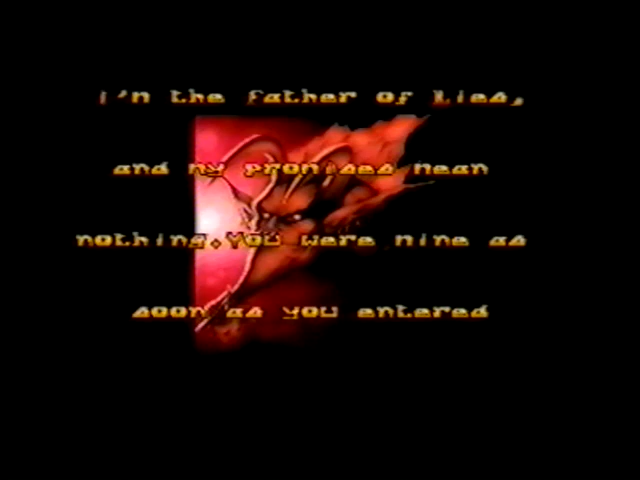 I'm the Father of Lies,
and my promises mean
nothing. YOU were mine as
soon as you entered